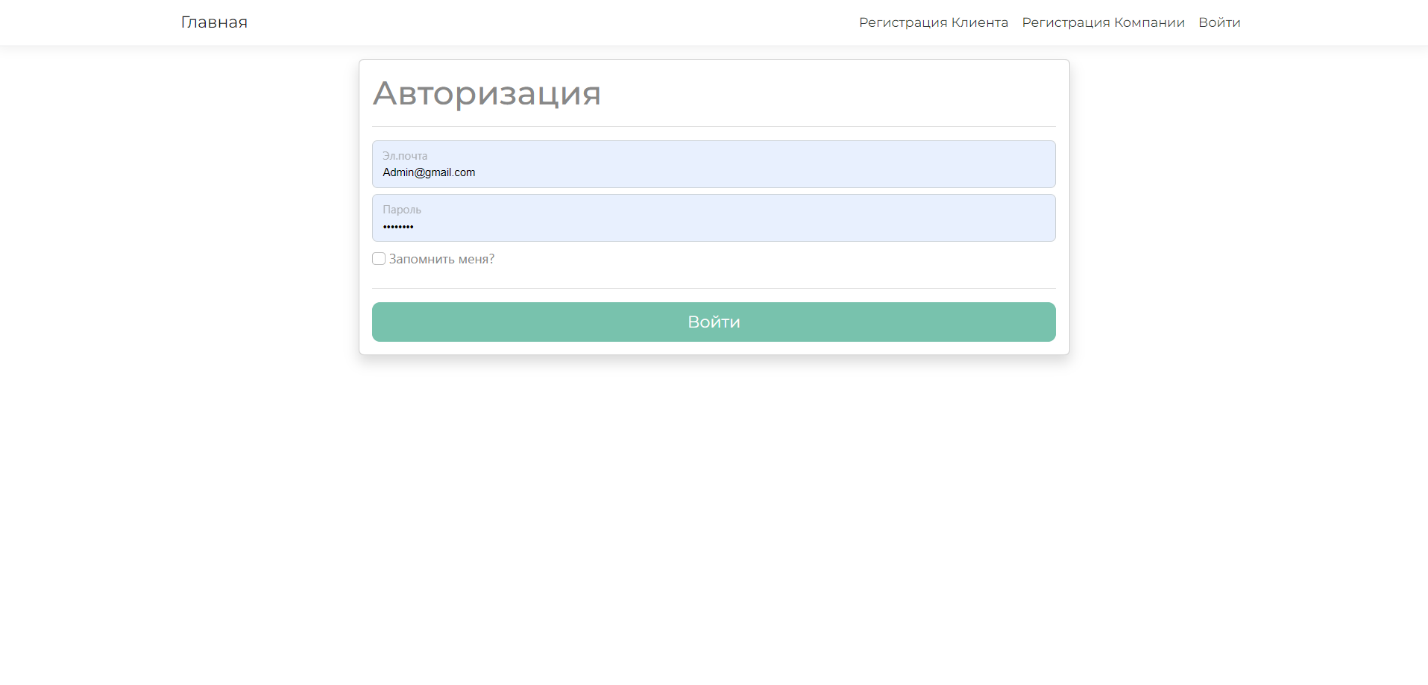 Главная
Регистрация Клиента Регистрация Компании Войти
Авторизация
Эл.почта
Admin@gmail.com
Пароль
••••••••
Запомнить меня?
Войти